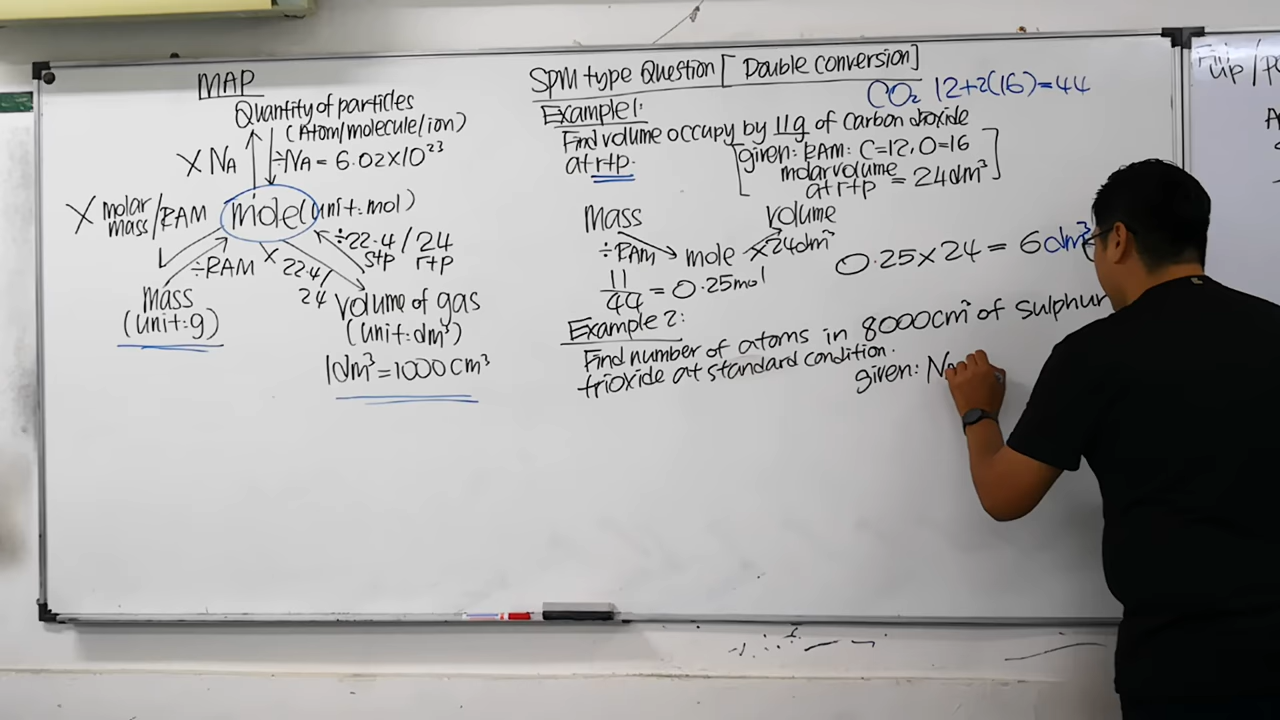 MAP
Quantity of particles
(Atom/molecule/ion)
× NA
÷NA = 6.02×10²³
× molar mass/RAM
mole (unit: mol)
÷RAM
× 22.4/24
÷22.4/24
stp r+p
mass
(unit: g)
volume of gas
(unit: dm³)
1dm³=1000cm³
SPM type Question [Double conversion]
CO₂ 12+2(16)=44
Example 1:
Find volume occupy by 11g of Carbon dioxide
at r+p.
[given: RAM: C=12, O=16
molar volume
at r+p = 24dm³]
Mass
volume
÷RAM → mole ×24dm³
11/44 = 0.25mol
0.25×24 = 6dm³
Example 2:
Find number of atoms in 8000cm³ of sulphur
trioxide at standard condition.
given: NA
up/